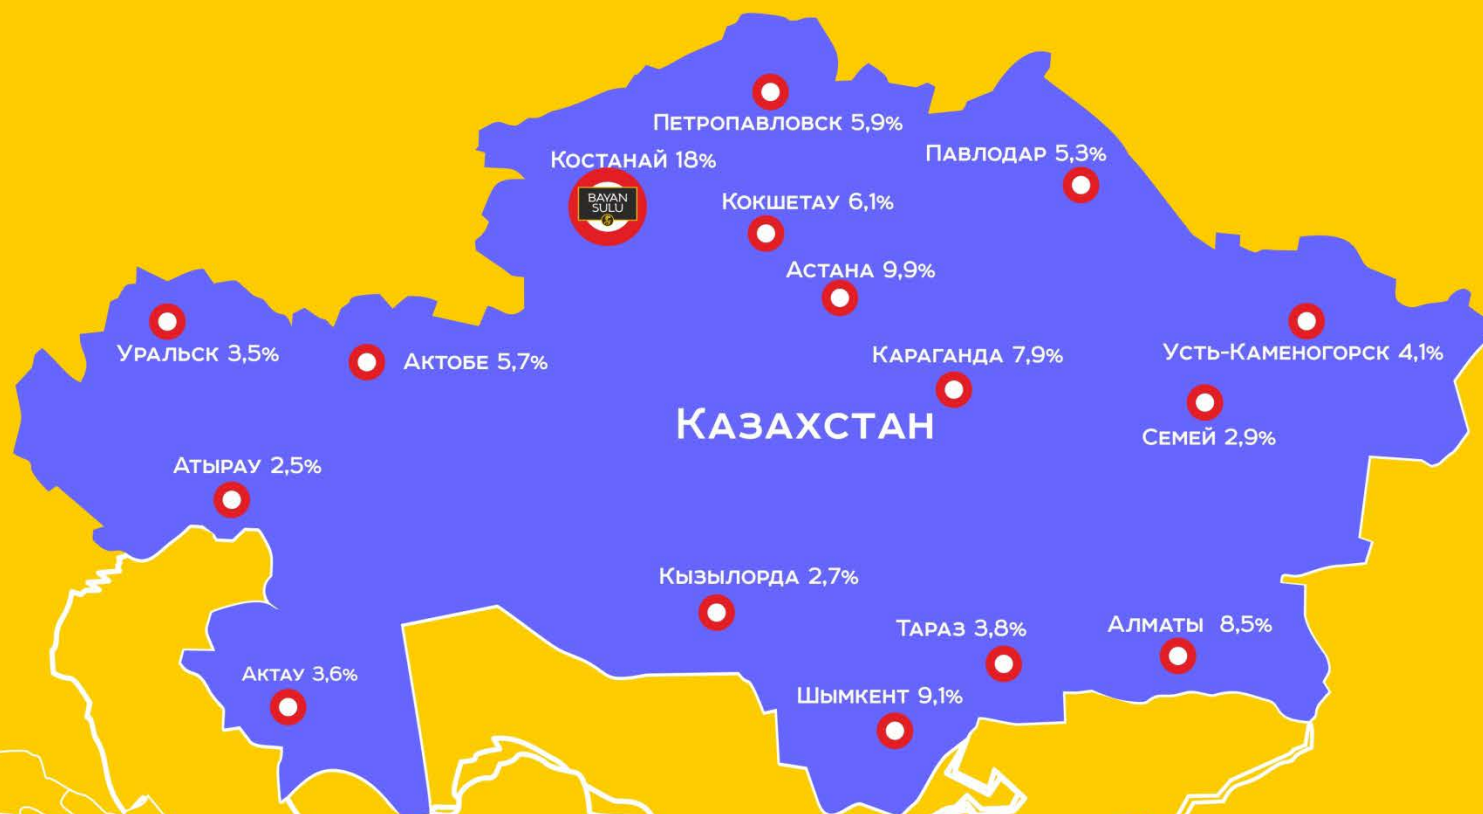 Петропавловск 5,9%
Павлодар 5,3%
Костанай 18%
BAYAN
SULU
Кокшетау 6,1%
Астана 9,9%
Уральск 3,5%
Актобе 5,7%
Караганда 7,9%
Усть-Каменогорск 4,1%
Казахстан
Семей 2,9%
Атырау 2,5%
Кызылорда 2,7%
Тараз 3,8%
Алматы 8,5%
Актау 3,6%
Шымкент 9,1%